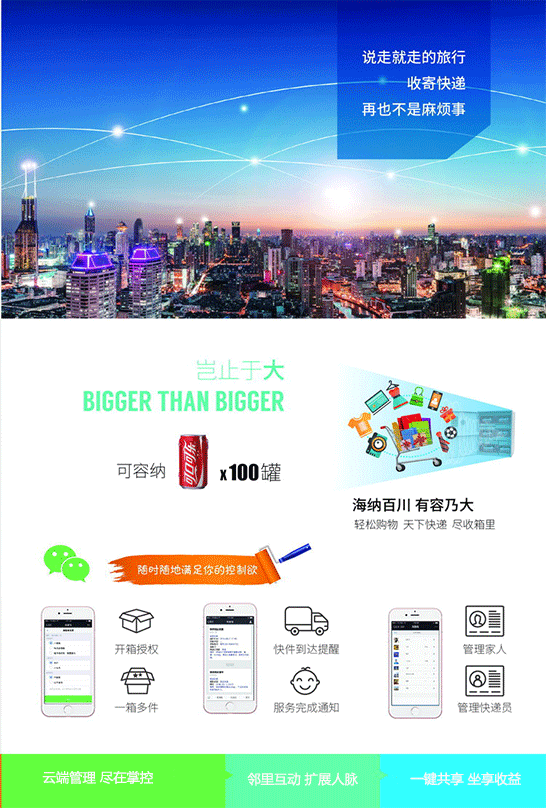 说走就走的旅行
收寄快递
再也不是麻烦事
岂止于大
BIGGER THAN BIGGER
可容纳
可口可乐
x100罐
海纳百川 有容乃大
轻松购物 天下快递 尽收箱里
随时随地满足你的控制欲
开箱授权
一箱多件
快件到达提醒
服务完成通知
管理家人
管理快递员
云端管理 尽在掌控
邻里互动 扩展人脉
一键共享 坐享收益